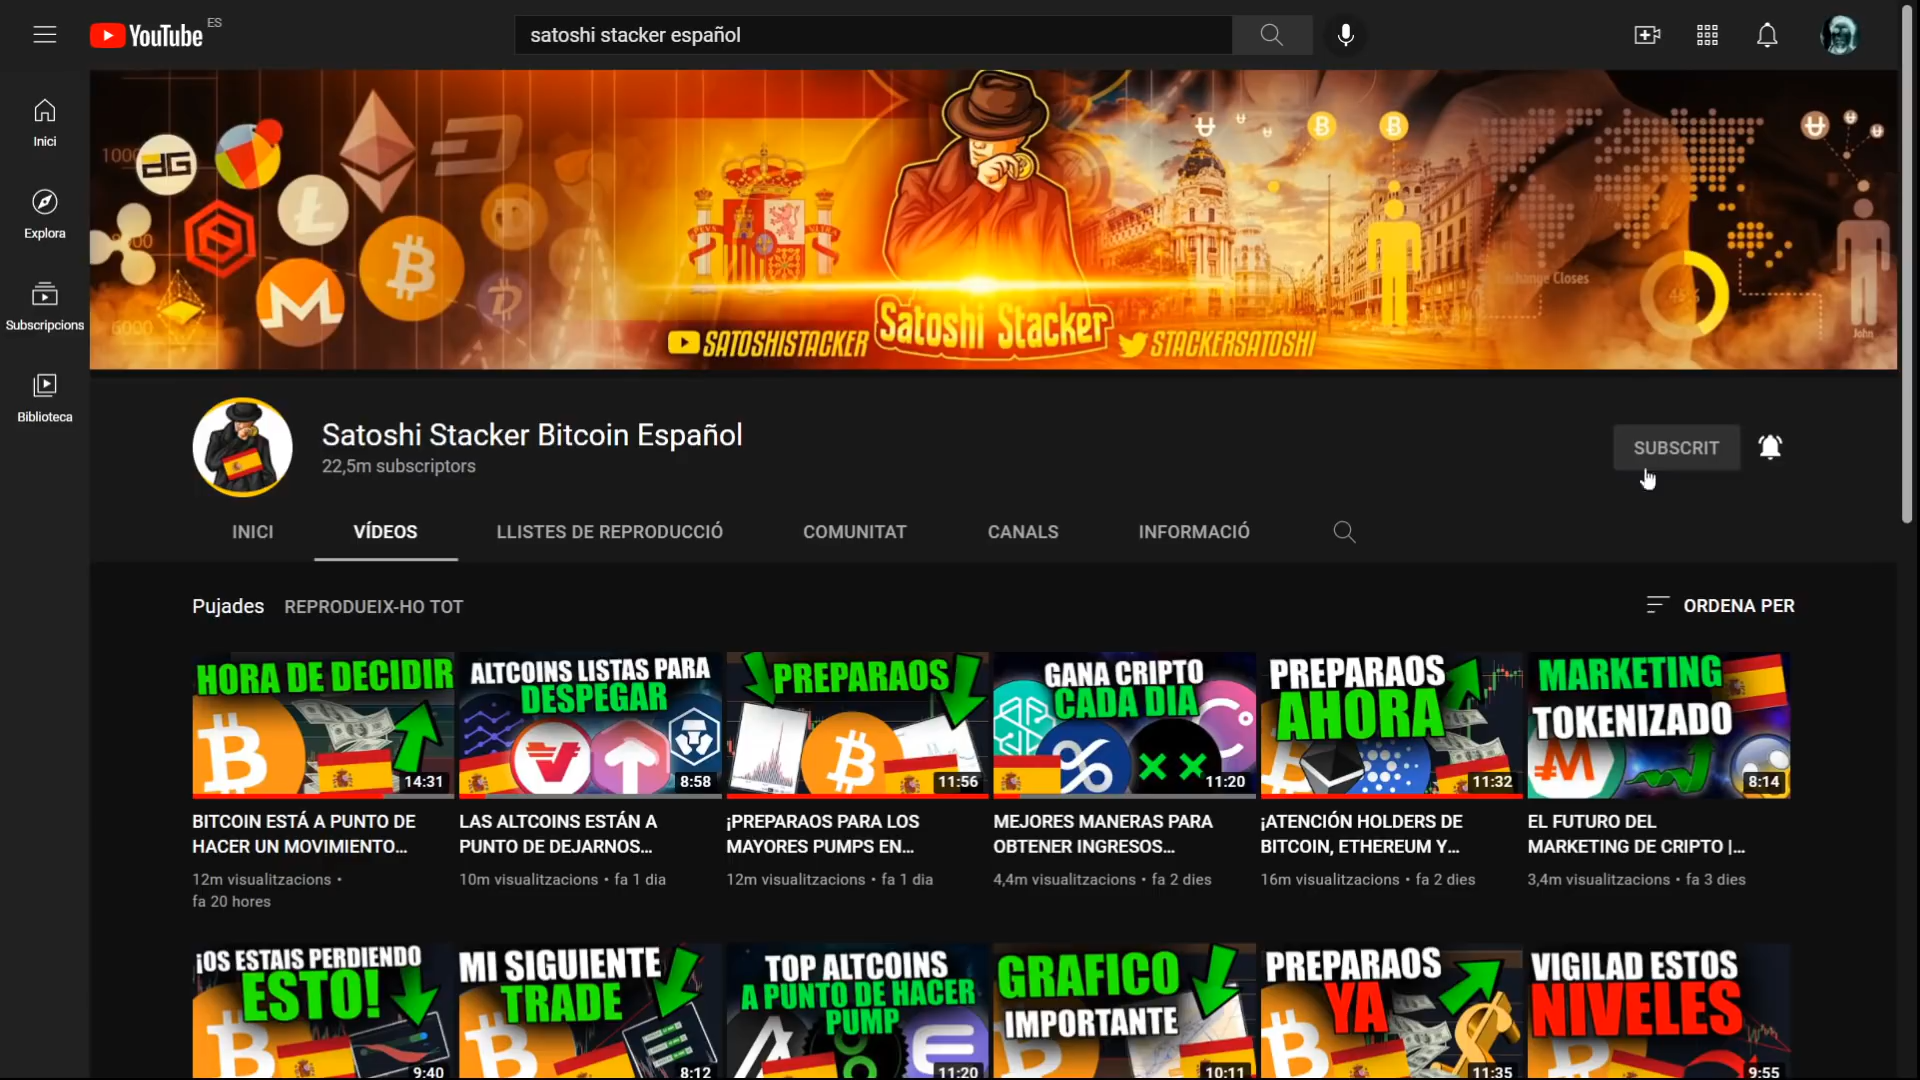 YouTube ES
satoshi stacker español
Inici
Explora
Subscripcions
Biblioteca
SATOSHISTACKER
Satoshi Stacker
STACKERSATOSHI
Exchange Closes
John
Satoshi Stacker Bitcoin Español
22,5m subscriptors
SUBSCRIT
INICI
VÍDEOS
LLISTES DE REPRODUCCIÓ
COMUNITAT
CANALS
INFORMACIÓ
Pujades
REPRODUEIX-HO TOT
ORDENA PER
HORA DE DECIDIR
14:31
ALTCOINS LISTAS PARA
DESPEGAR
8:58
PREPARAOS
11:56
GANA CRIPTO
CADA DIA
11:20
PREPARAOS
AHORA
11:32
MARKETING
TOKENIZADO
8:14
BITCOIN ESTÁ A PUNTO DE
HACER UN MOVIMIENTO...
12m visualitzacions •
fa 20 hores
LAS ALTCOINS ESTÁN A
PUNTO DE DEJARNOS...
10m visualitzacions • fa 1 dia
¡PREPARAOS PARA LOS
MAYORES PUMPS EN...
12m visualitzacions • fa 1 dia
MEJORES MANERAS PARA
OBTENER INGRESOS...
4,4m visualitzacions • fa 2 dies
¡ATENCIÓN HOLDERS DE
BITCOIN, ETHEREUM Y...
16m visualitzacions • fa 2 dies
EL FUTURO DEL
MARKETING DE CRIPTO |...
3,4m visualitzacions • fa 3 dies
¡OS ESTAIS PERDIENDO
ESTO!
9:40
MI SIGUIENTE
TRADE
8:12
TOP ALTCOINS
A PUNTO DE HACER
PUMP
11:20
GRAFICO
IMPORTANTE
10:11
PREPARAOS
YA
11:35
VIGILAD ESTOS
NIVELES
9:55